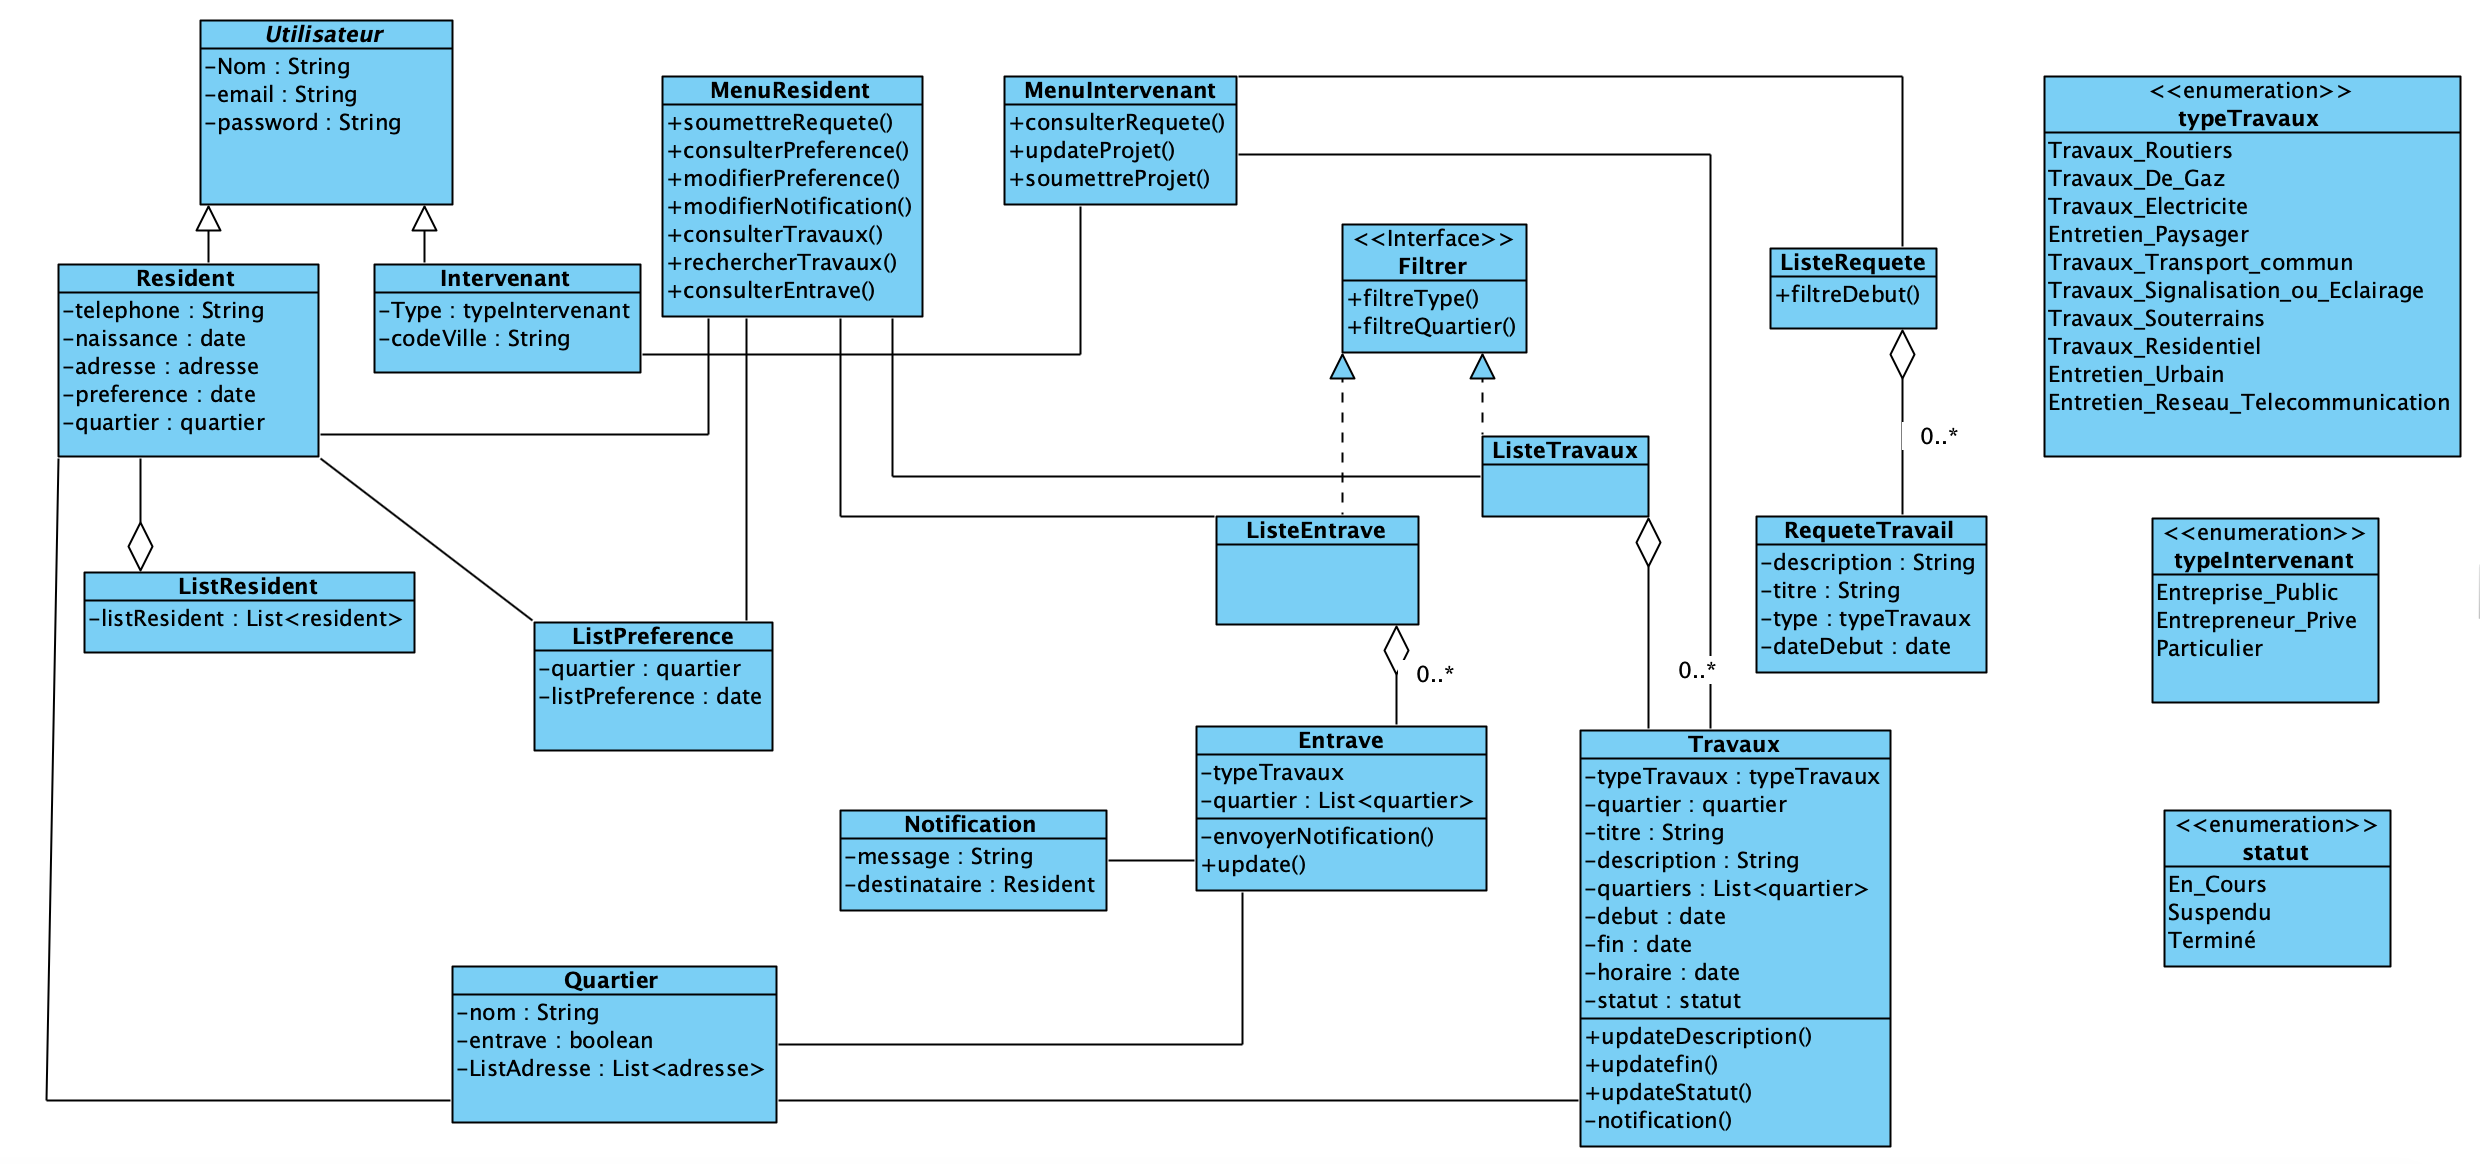 Utilisateur
-Nom : String
-email : String
-password : String
MenuResident
+soumettreRequete()
+consulterPreference()
+modifierPreference()
+modifierNotification()
+consulterTravaux()
+rechercherTravaux()
+consulterEntrave()
MenuIntervenant
+consulterRequete()
+updateProjet()
+soumettreProjet()
<<enumeration>>
typeTravaux
Travaux_Routiers
Travaux_De_Gaz
Travaux_Electricite
Entretien_Paysager
Travaux_Transport_commun
Travaux_Signalisation_ou_Eclairage
Travaux_Souterrains
Travaux_Residentiel
Entretien_Urbain
Entretien_Reseau_Telecommunication
Resident
-telephone : String
-naissance : date
-adresse : adresse
-preference : date
-quartier : quartier
Intervenant
-Type : typeIntervenant
-codeVille : String
<<Interface>>
Filtrer
+filtreType()
+filtreQuartier()
ListeRequete
+filtreDebut()
0..*
ListeTravaux
ListeEntrave
0..*
RequeteTravail
-description : String
-titre : String
-type : typeTravaux
-dateDebut : date
<<enumeration>>
typeIntervenant
Entreprise_Public
Entrepreneur_Prive
Particulier
ListResident
-listResident : List<resident>
ListPreference
-quartier : quartier
-listPreference : date
0..*
Entrave
-typeTravaux
-quartier : List<quartier>
-envoyerNotification()
+update()
Travaux
-typeTravaux : typeTravaux
-quartier : quartier
-titre : String
-description : String
-quartiers : List<quartier>
-debut : date
-fin : date
-horaire : date
-statut : statut
+updateDescription()
+updatefin()
+updateStatut()
-notification()
Notification
-message : String
-destinataire : Resident
<<enumeration>>
statut
En_Cours
Suspendu
Terminé
Quartier
-nom : String
-entrave : boolean
-ListAdresse : List<adresse>